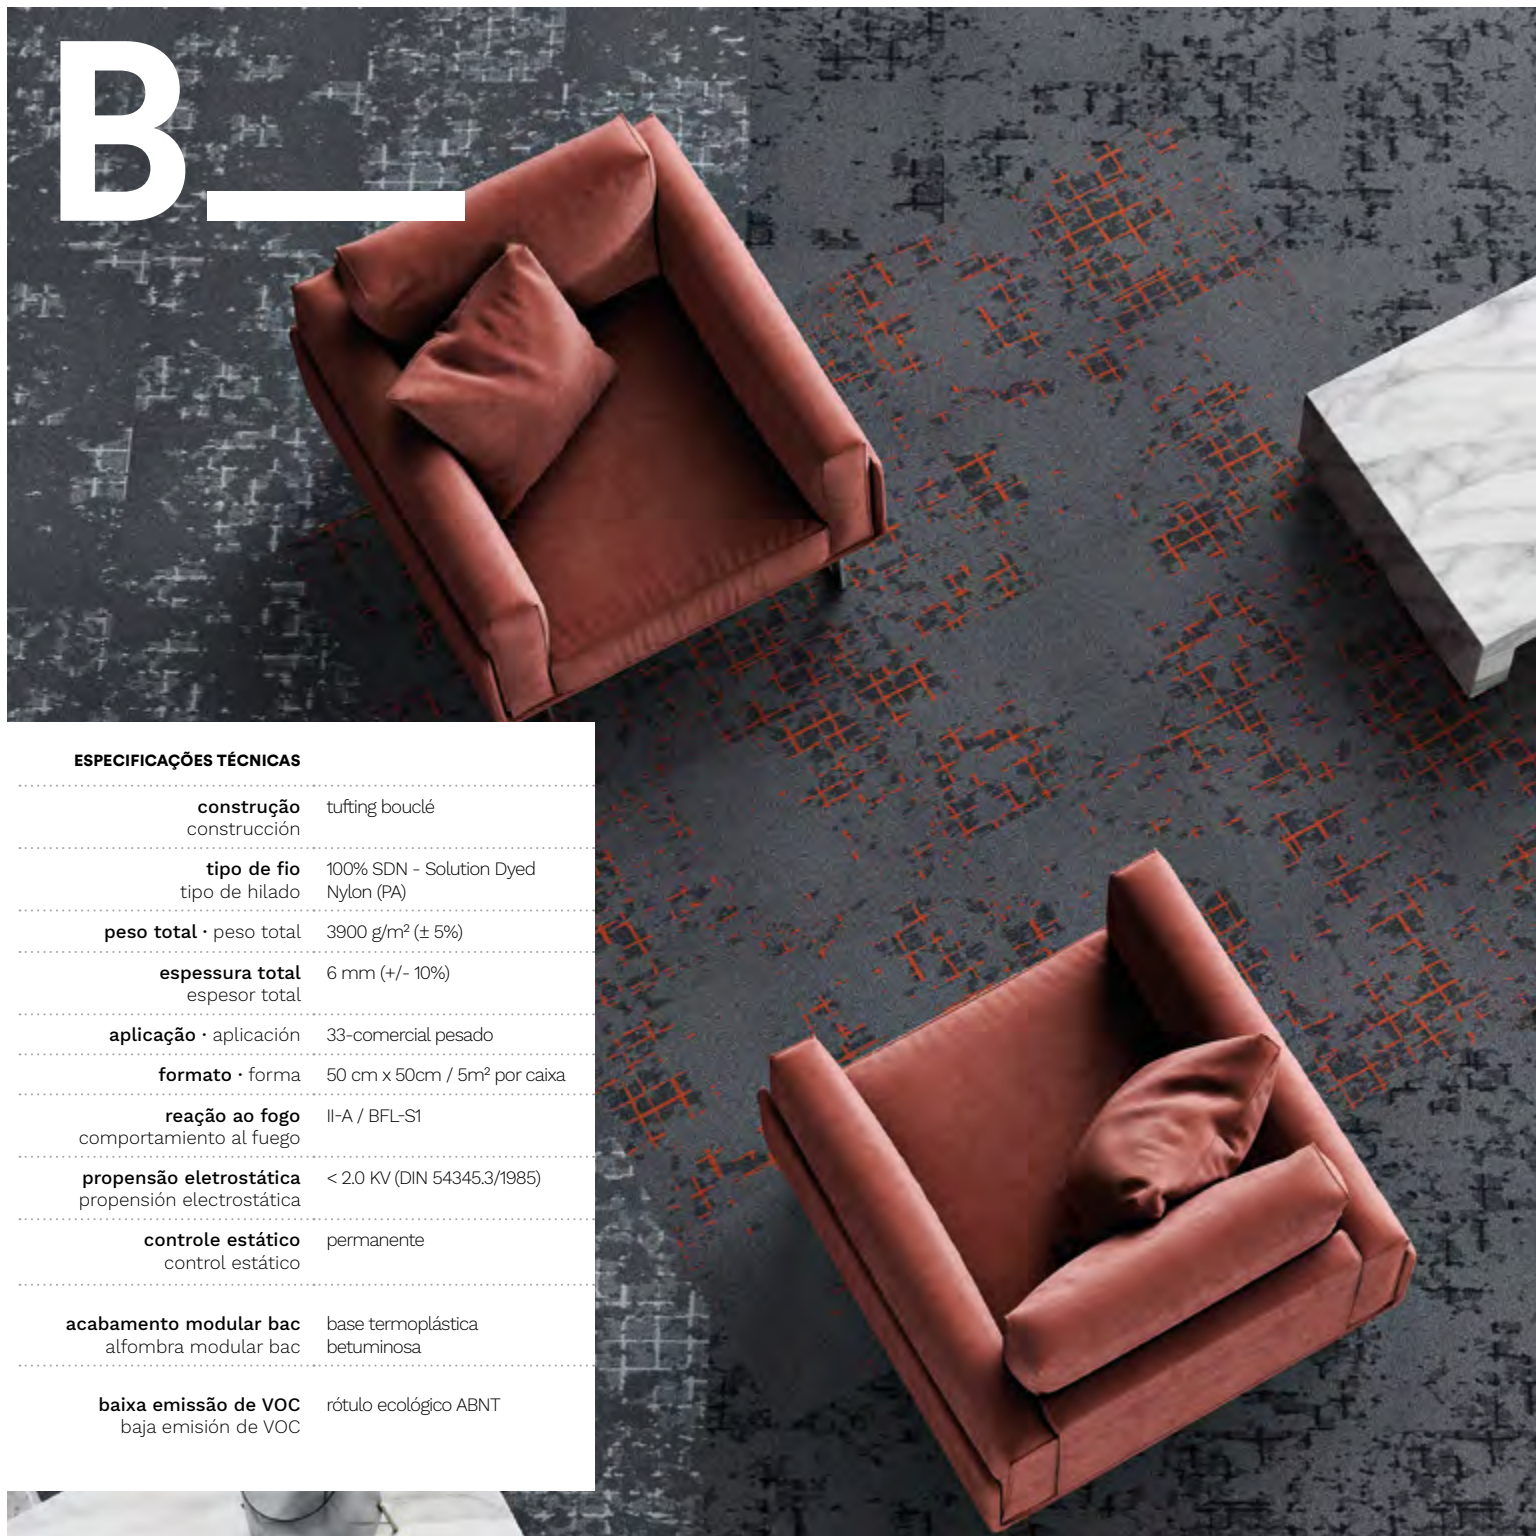 B_
ESPECIFICAÇÕES TÉCNICAS
construção tufting bouclé
construcción
tipo de fio 100% SDN - Solution Dyed
tipo de hilado Nylon (PA)
peso total · peso total 3900 g/m² (± 5%)
espessura total 6 mm (+/- 10%)
espesor total
aplicação · aplicación 33-comercial pesado
formato · forma 50 cm x 50cm / 5m² por caixa
reação ao fogo II-A / BFL-S1
comportamiento al fuego
propensão eletrostática < 2.0 KV (DIN 54345.3/1985)
propensión electrostática
controle estático permanente
control estático
acabamento modular bac base termoplástica
alfombra modular bac betuminosa
baixa emissão de VOC rótulo ecológico ABNT
baja emisión de VOC